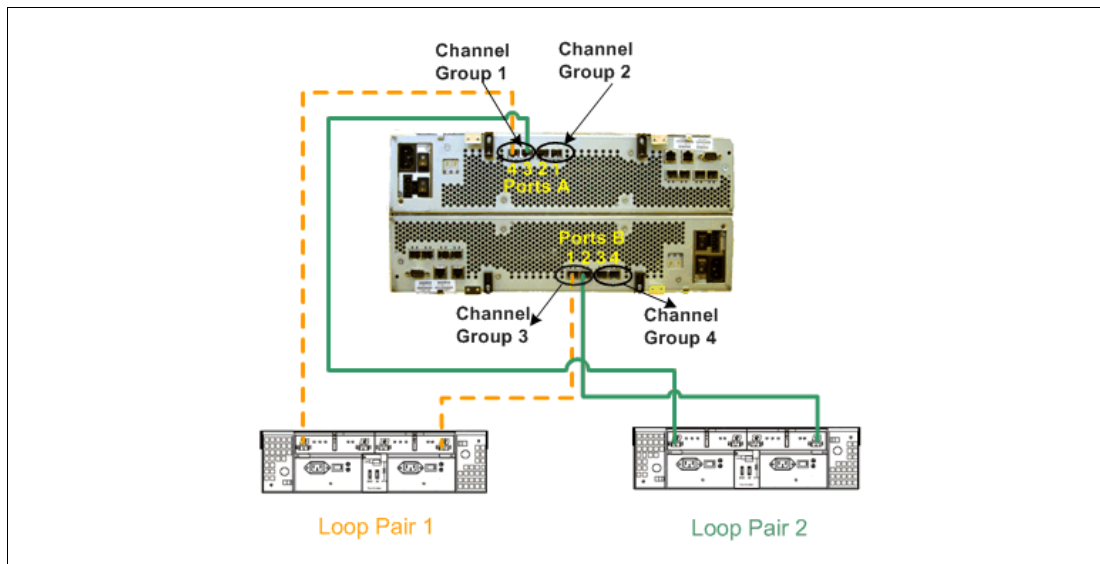 Channel
Group 1
Channel
Group 2
4 3 2 1
Ports A
Ports B
1 2 3 4
Channel
Group 3
Channel
Group 4
Loop Pair 1
Loop Pair 2